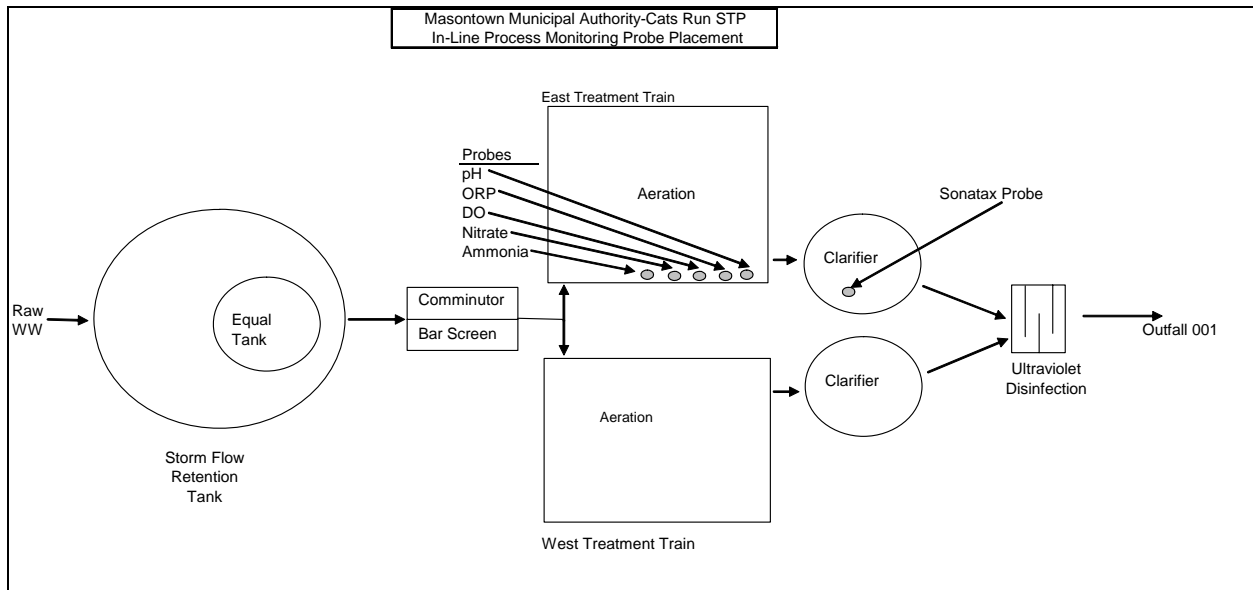 Masontown Municipal Authority-Cats Run STP
In-Line Process Monitoring Probe Placement
East Treatment Train
Probes
pH
ORP
DO
Nitrate
Ammonia
Aeration
Sonatax Probe
Clarifier
Raw
WW
Equal
Tank
Comminutor
Bar Screen
Outfall 001
Ultraviolet
Disinfection
Clarifier
Aeration
Storm Flow
Retention
Tank
West Treatment Train